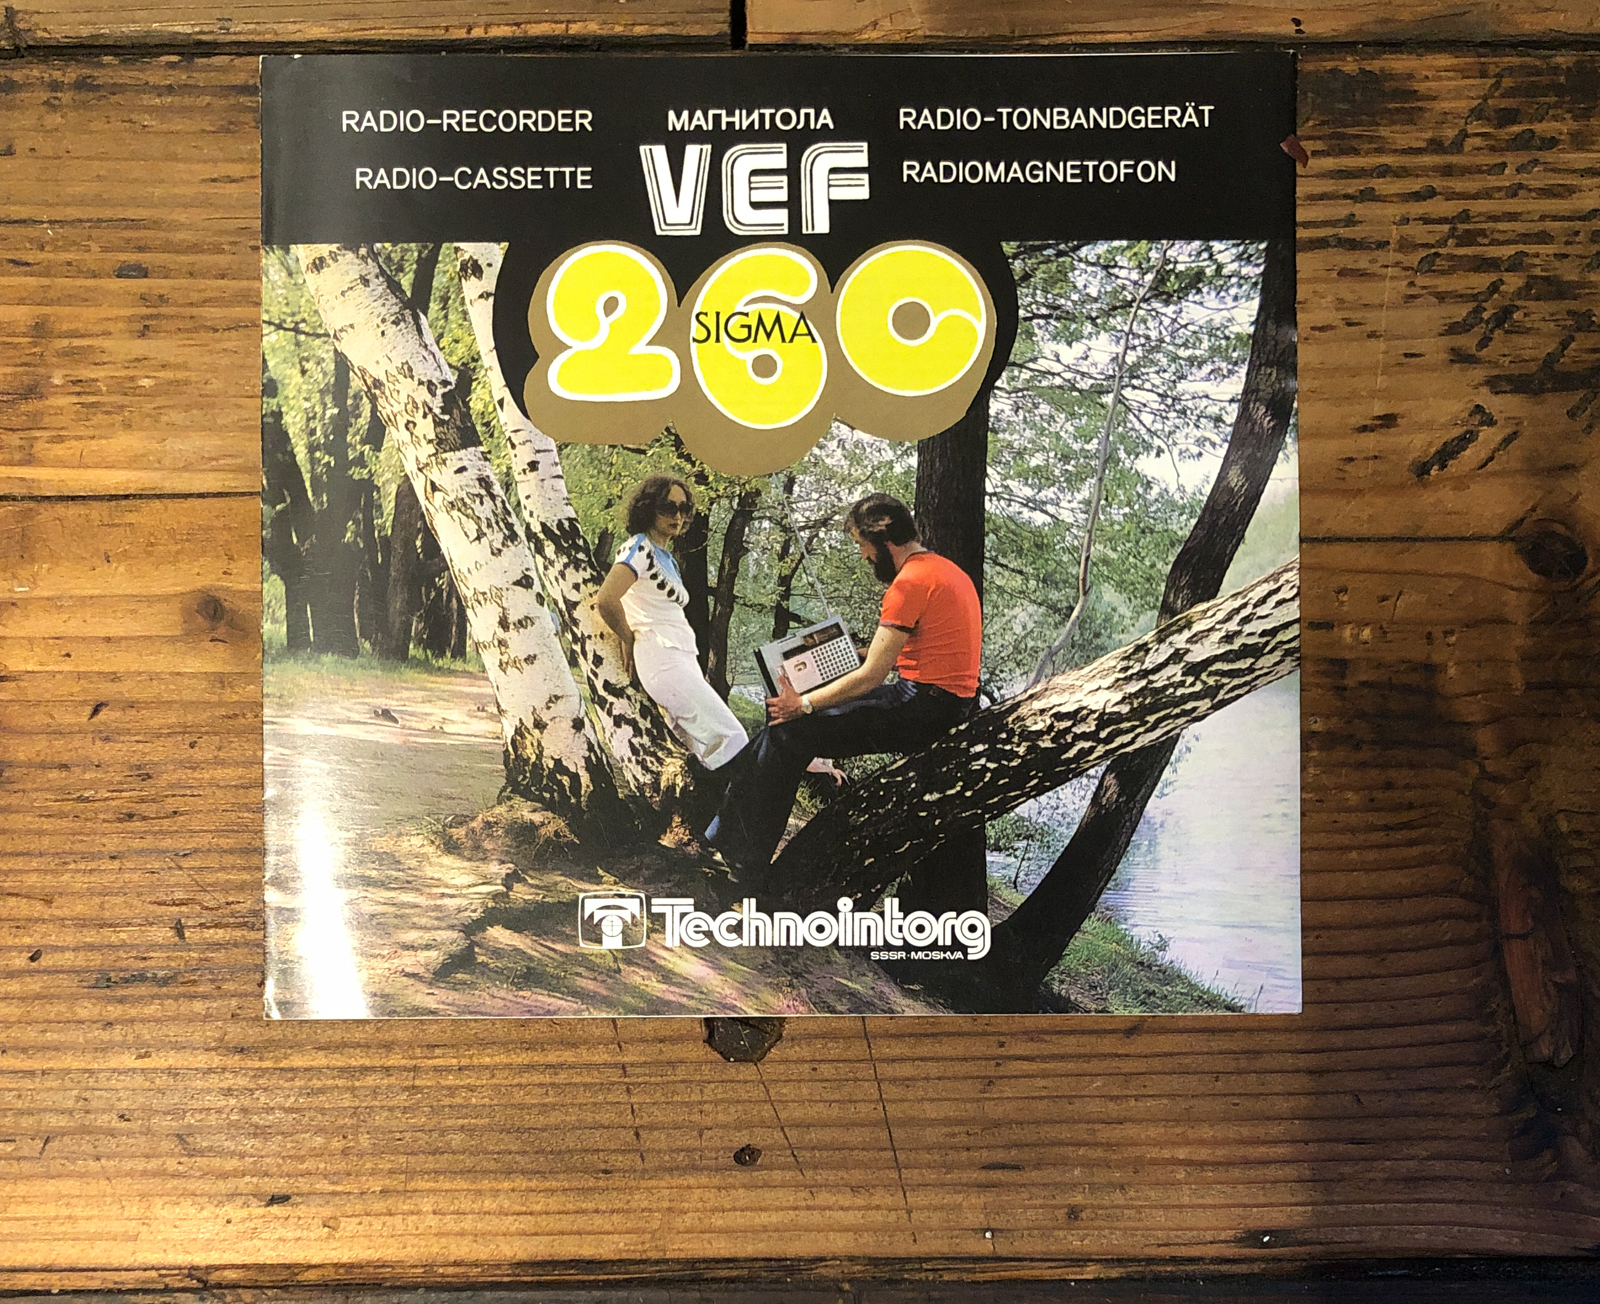 RADIO-RECORDER
RADIO-CASSETTE
МАГНИТОЛА
VEF
RADIO-TONBANDGERÄT
RADIOMAGNETOFON
260
SIGMA
Technointorg
SSSR·MOSKVA